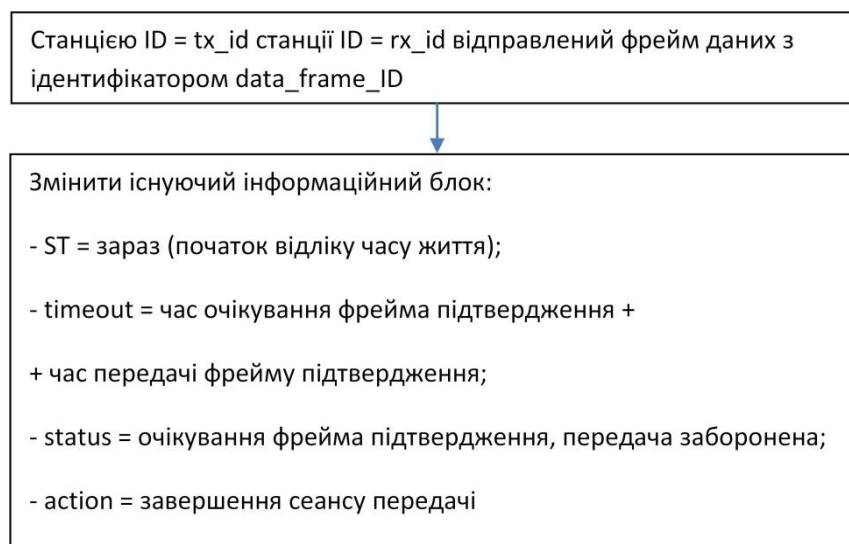 Станцією ID = tx_id станції ID = rx_id відправлений фрейм даних з
ідентифікатором data_frame_ID
Змінити існуючий інформаційний блок:
- ST = зараз (початок відліку часу життя);
- timeout = час очікування фрейма підтвердження +
+ час передачі фрейму підтвердження;
- status = очікування фрейма підтвердження, передача заборонена;
- action = завершення сеансу передачі